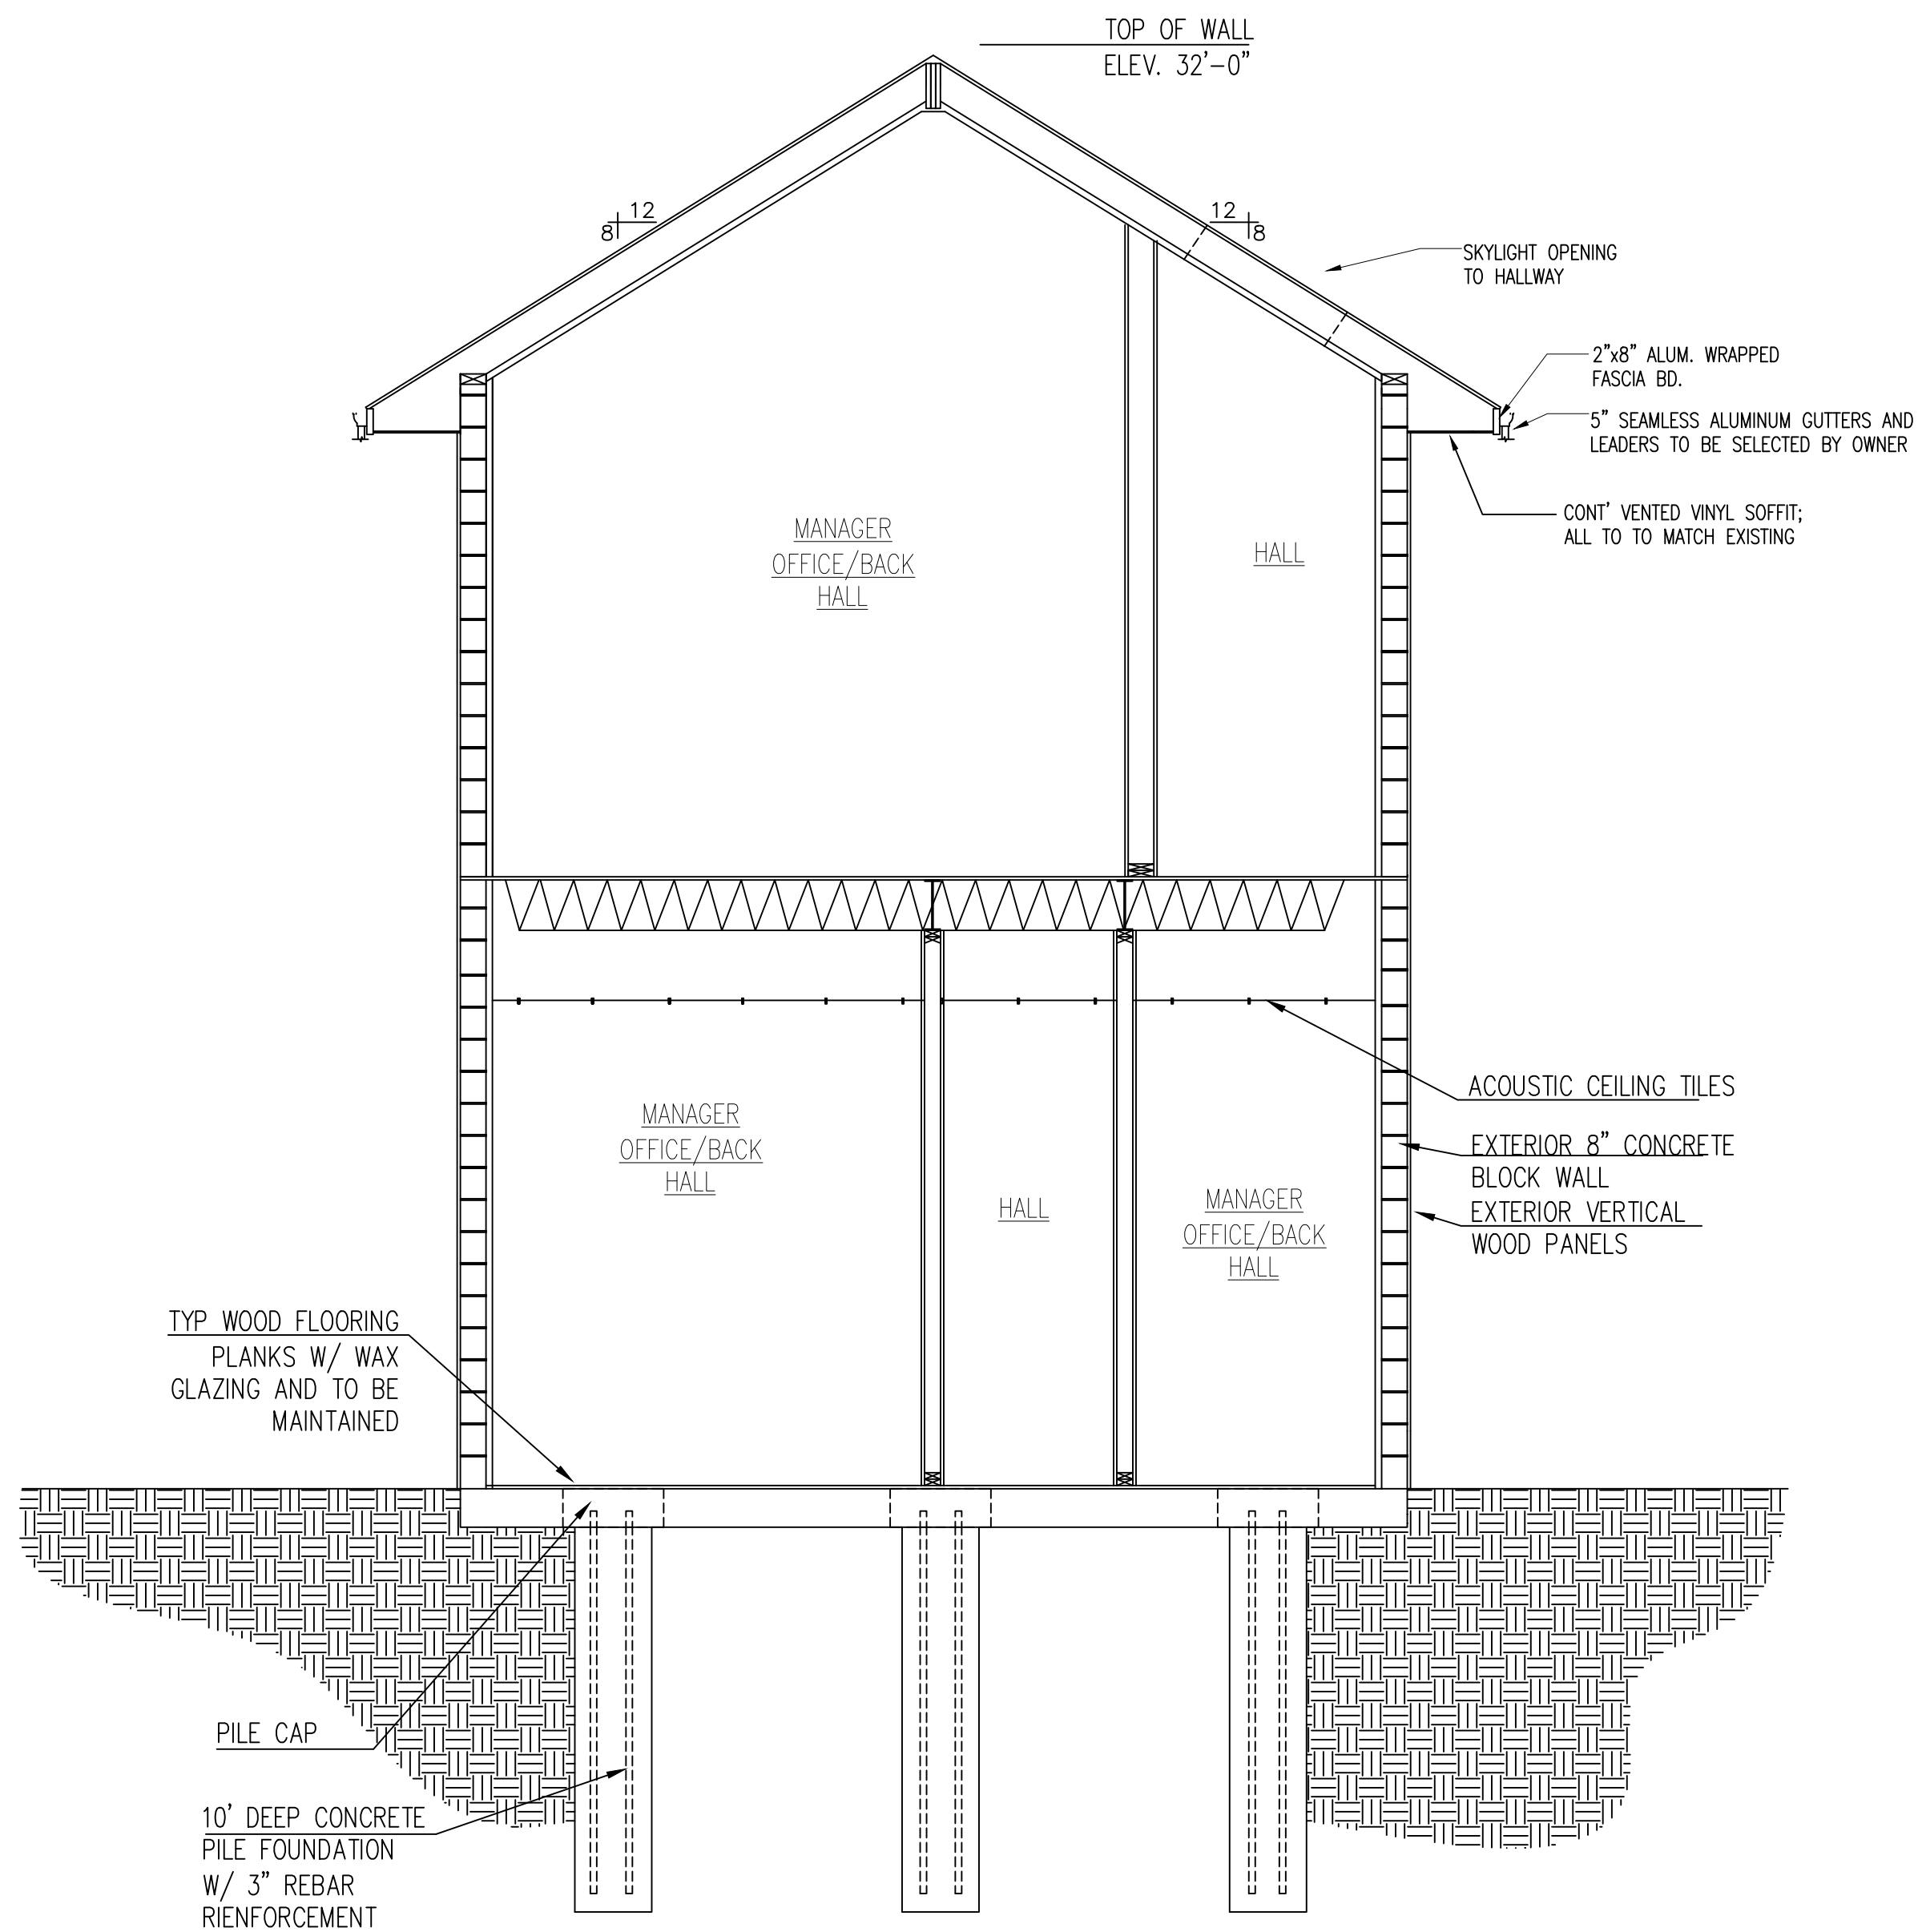 TOP OF WALL
ELEV. 32'-0"
12
8
12
8
SKYLIGHT OPENING
TO HALLWAY
2"x8" ALUM. WRAPPED
FASCIA BD.
5" SEAMLESS ALUMINUM GUTTERS AND
LEADERS TO BE SELECTED BY OWNER
CONT' VENTED VINYL SOFFIT;
ALL TO TO MATCH EXISTING
MANAGER
OFFICE/BACK
HALL
HALL
ACOUSTIC CEILING TILES
EXTERIOR 8" CONCRETE
BLOCK WALL
EXTERIOR VERTICAL
WOOD PANELS
MANAGER
OFFICE/BACK
HALL
HALL
MANAGER
OFFICE/BACK
HALL
TYP WOOD FLOORING
PLANKS W/ WAX
GLAZING AND TO BE
MAINTAINED
PILE CAP
10' DEEP CONCRETE
PILE FOUNDATION
W/ 3" REBAR
RIENFORCEMENT